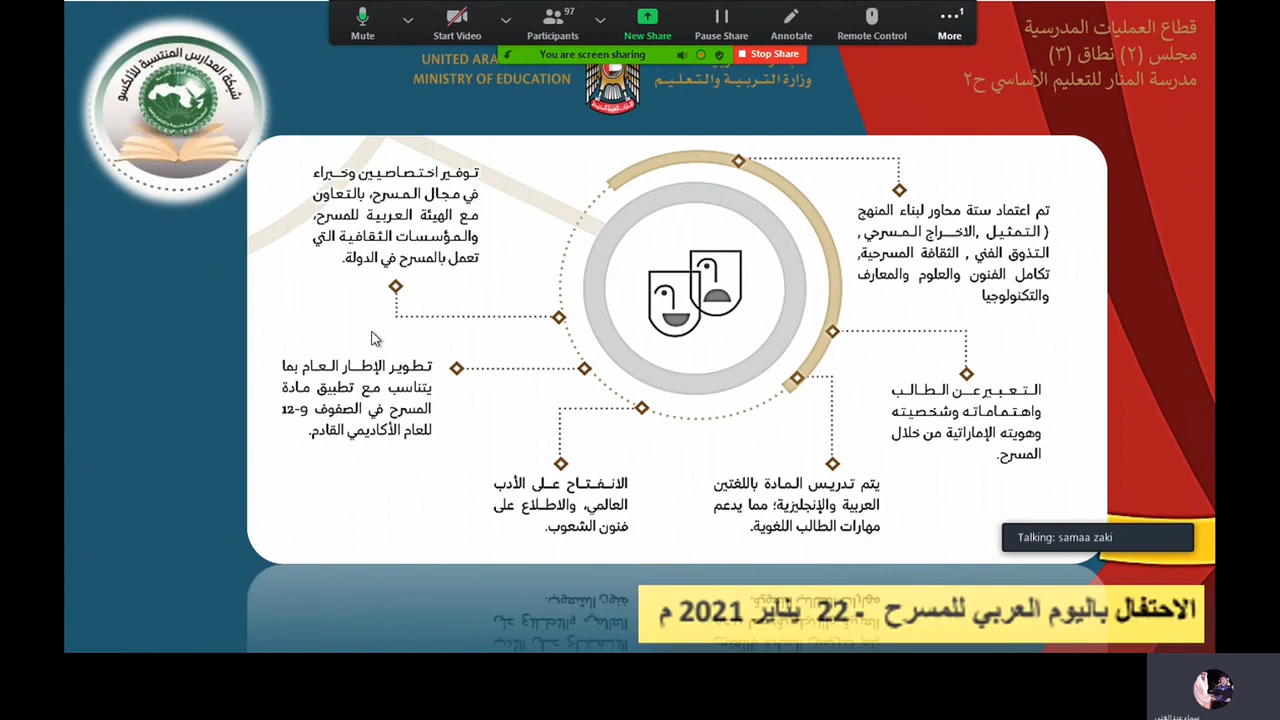 97
1
Mute
Start Video
Participants
New Share
Pause Share
Annotate
Remote Control
More
You are screen sharing
Stop Share
قطاع العمليات المدرسية
مجلس (٢) نطاق (٣)
مدرسة المنار للتعليم الأساسي ح٢
UNITED ARA
MINISTRY OF EDUCATION
وزارة التربية والتعليم
شبكة المدارس المنتسبة للألكسو
تم اعتماد ستة محاور لبناء المنهج
( التمثيل ,الاخراج المسرحي ,
التذوق الفني , الثقافة المسرحية,
تكامل الفنون والعلوم والمعارف
والتكنولوجيا
التعبير عن الطالب
واهتماماته وشخصيته
وهويته الإماراتية من خلال
المسرح.
يتم تدريس المادة باللغتين
العربية والإنجليزية؛ مما يدعم
مهارات الطالب اللغوية.
الانفتاح على الأدب
العالمي، والاطلاع على
فنون الشعوب.
تطوير الإطار العام بما
يتناسب مع تطبيق مادة
المسرح في الصفوف 9-12
للعام الأكاديمي القادم.
توفير اختصاصيين وخبراء
في مجال المسرح، بالتعاون
مع الهيئة العربية للمسرح،
والمؤسسات الثقافية التي
تعمل بالمسرح في الدولة.
Talking: samaa zaki
الاحتفال باليوم العربي للمسرح - 22 يناير 2021 م
سماء عبدالغني